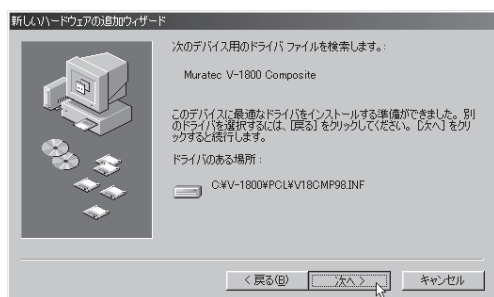 新しいハードウェアの追加ウィザード
次のデバイス用のドライバ ファイルを検索します。:
Muratec V-1800 Composite
このデバイスに最適なドライバをインストールする準備ができました。別
のドライバを選択するには、[戻る] をクリックしてください。[次へ] をクリ
ックすると続行します。
ドライバのある場所 :
C:¥V-1800¥PCL¥V18CMP98.INF
< 戻る(B)
次へ >
キャンセル